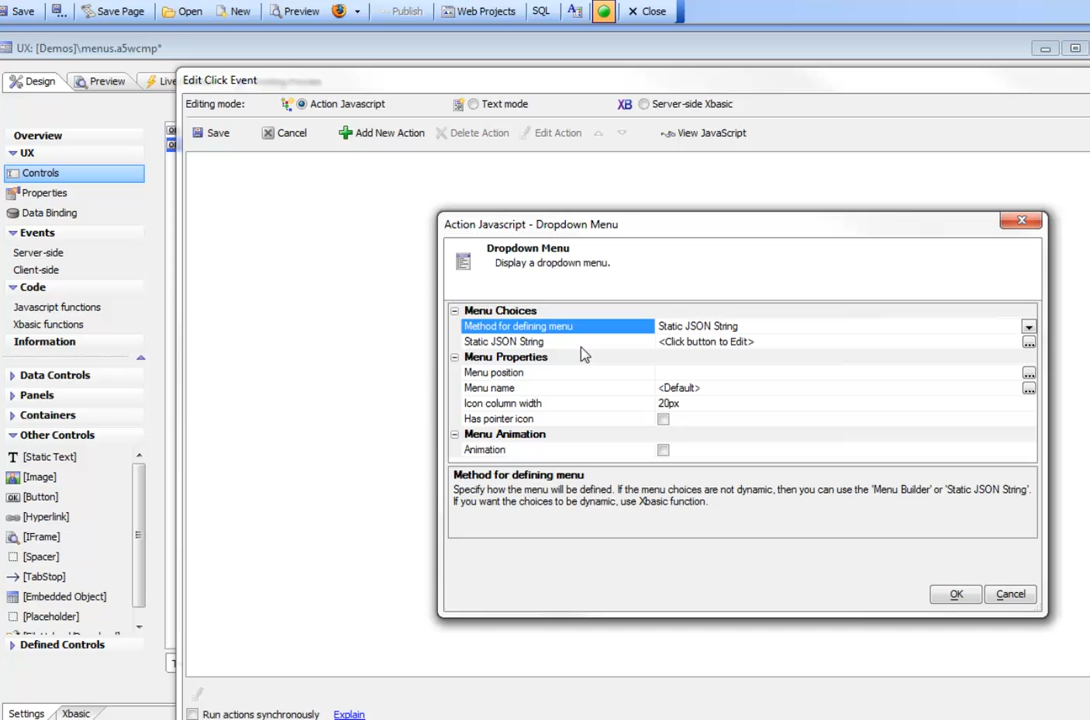 Save Save Page Open New Preview Publish Web Projects SQL Close
UX: [Demos]\menus.a5wcmp*
Design Preview Live
Edit Click Event
Editing mode: Action Javascript Text mode XB Server-side Xbasic
Save Cancel Add New Action Delete Action Edit Action View JavaScript
Overview
UX
Controls
Properties
Data Binding
Events
Server-side
Client-side
Code
Javascript functions
Xbasic functions
Information
Data Controls
Panels
Containers
Other Controls
T [Static Text]
[Image]
OK [Button]
[Hyperlink]
[IFrame]
[Spacer]
[TabStop]
[Embedded Object]
[Placeholder]
Defined Controls
Settings Xbasic
Action Javascript - Dropdown Menu
Dropdown Menu
Display a dropdown menu.
Menu Choices
Method for defining menu Static JSON String
Static JSON String <Click button to Edit> ...
Menu Properties
Menu position ...
Menu name <Default> ...
Icon column width 20px
Has pointer icon
Menu Animation
Animation
Method for defining menu
Specify how the menu will be defined. If the menu choices are not dynamic, then you can use the 'Menu Builder' or 'Static JSON String'.
If you want the choices to be dynamic, use Xbasic function.
OK Cancel
Run actions synchronously Explain